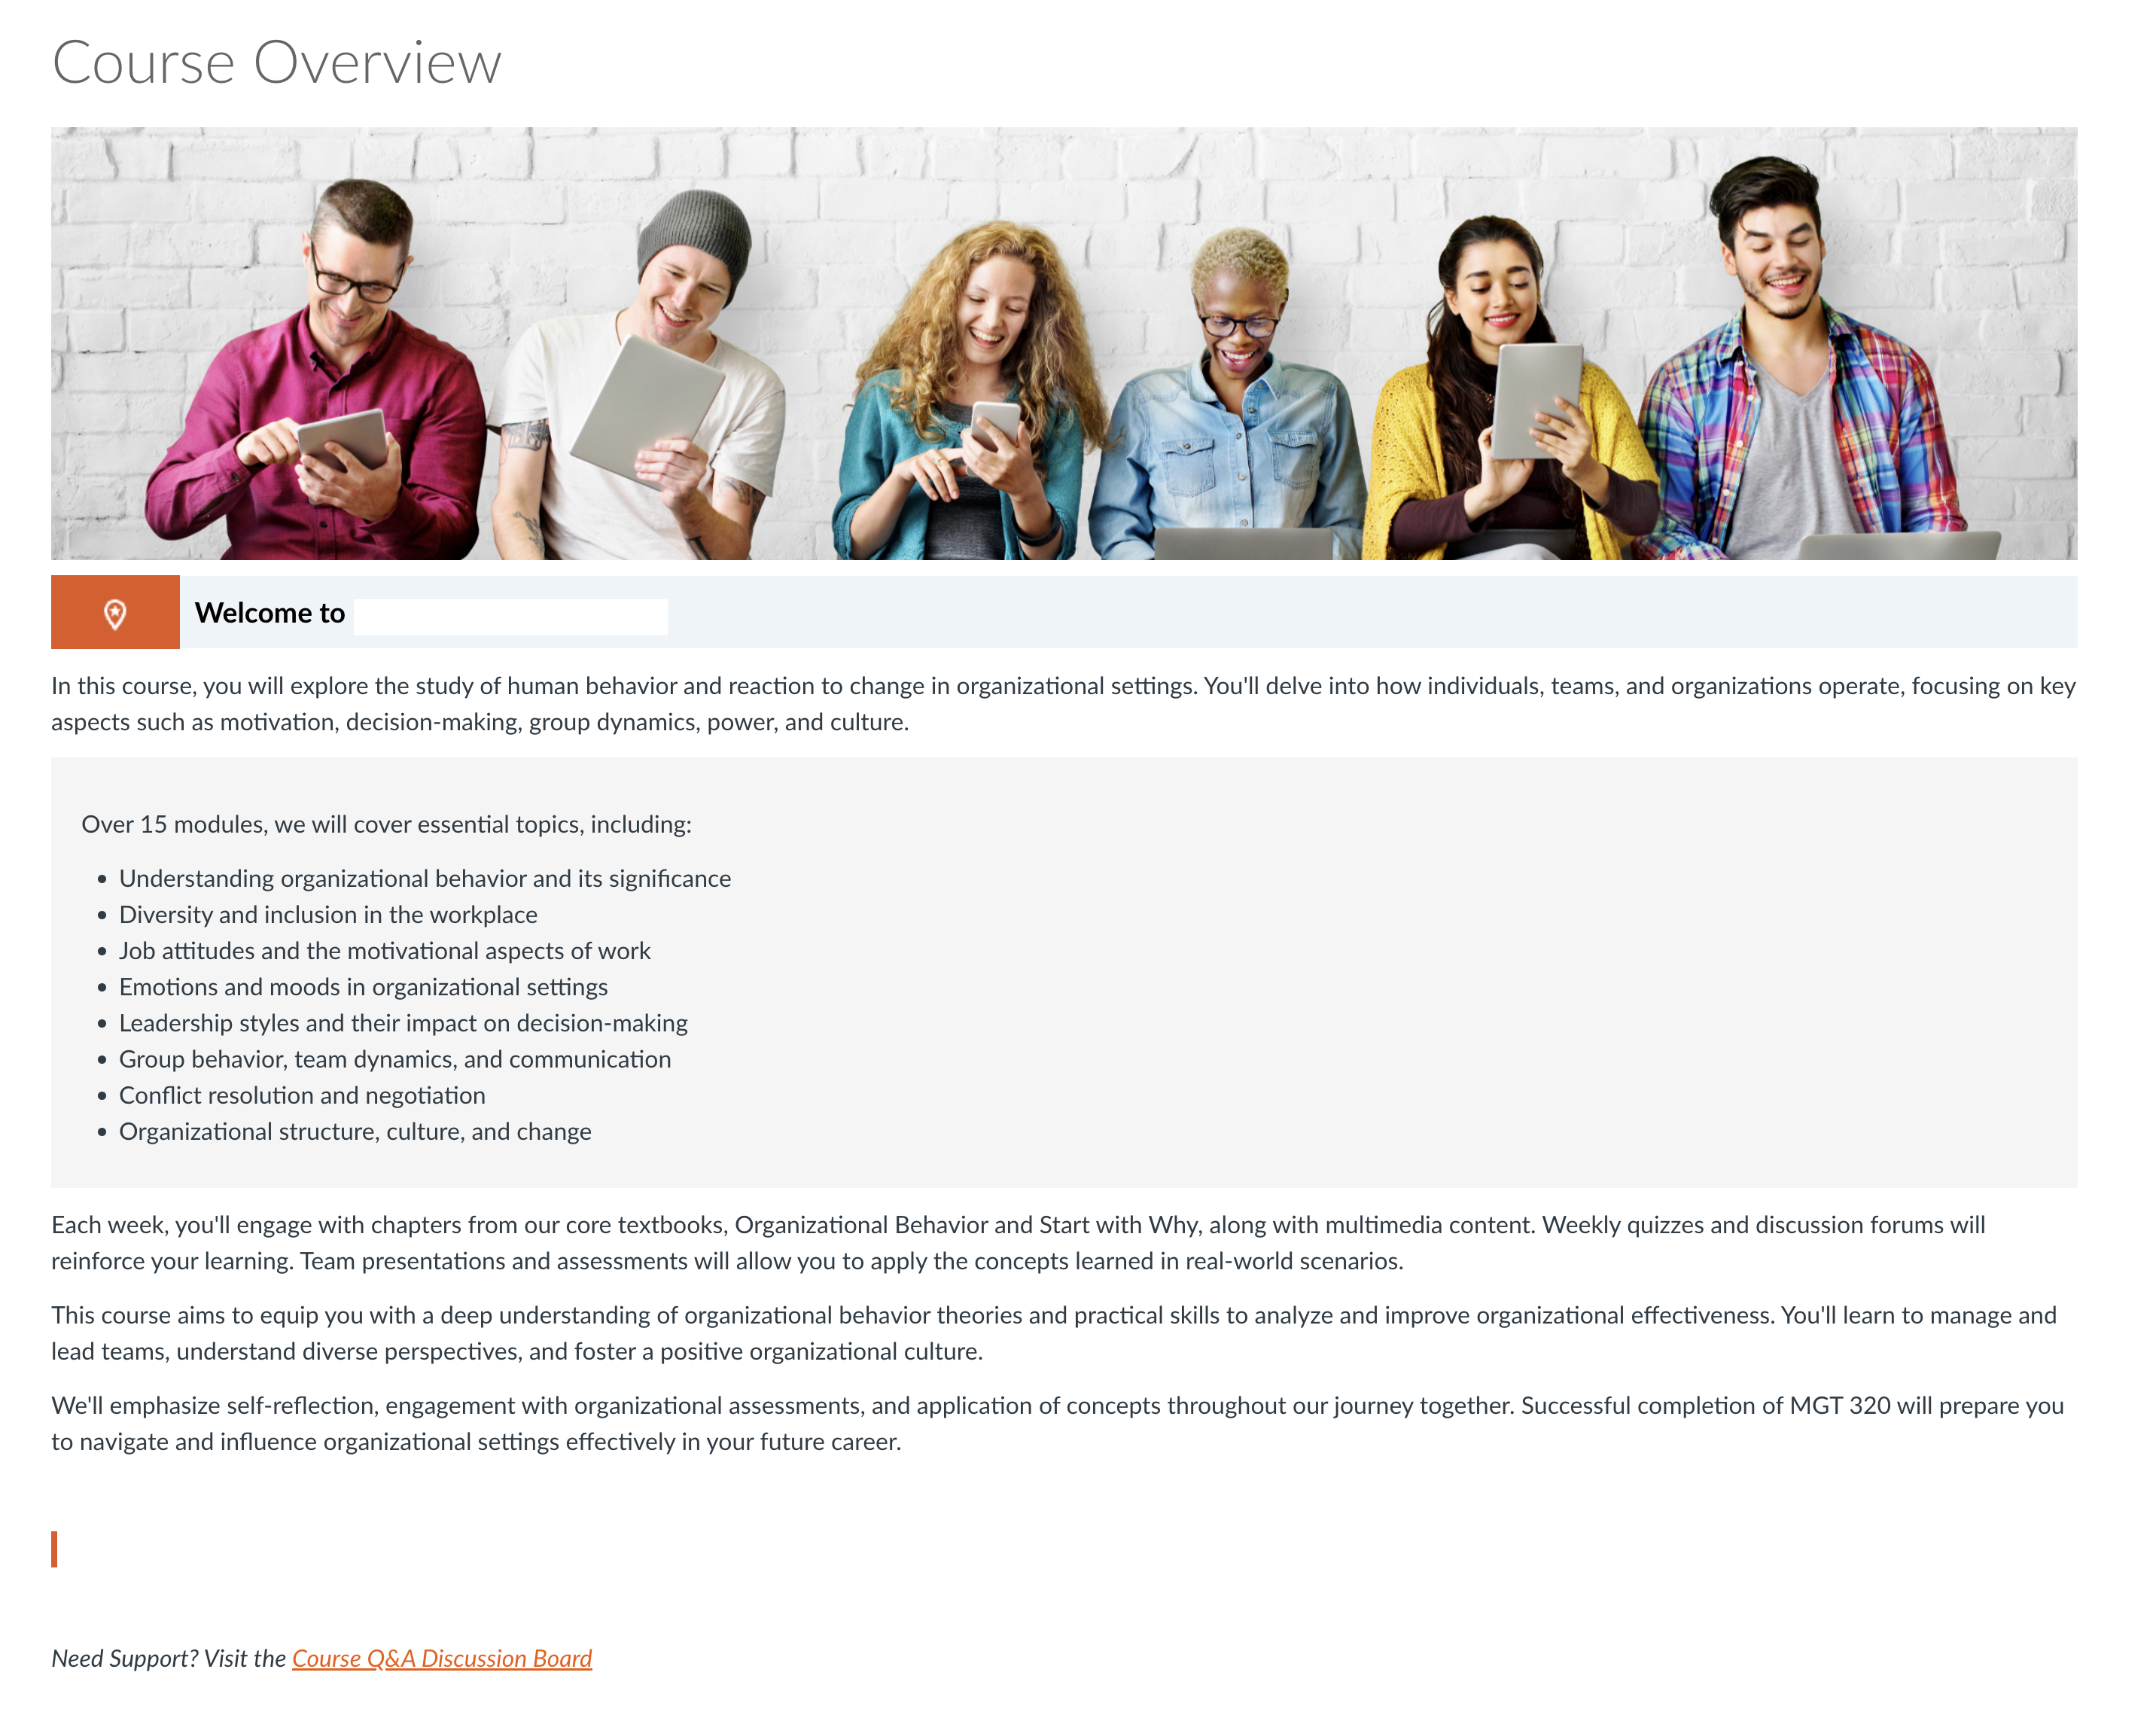 Course Overview
Welcome to
In this course, you will explore the study of human behavior and reaction to change in organizational settings. You'll delve into how individuals, teams, and organizations operate, focusing on key
aspects such as motivation, decision-making, group dynamics, power, and culture.
Over 15 modules, we will cover essential topics, including:
• Understanding organizational behavior and its significance
• Diversity and inclusion in the workplace
• Job attitudes and the motivational aspects of work
• Emotions and moods in organizational settings
• Leadership styles and their impact on decision-making
• Group behavior, team dynamics, and communication
• Conflict resolution and negotiation
• Organizational structure, culture, and change
Each week, you'll engage with chapters from our core textbooks, Organizational Behavior and Start with Why, along with multimedia content. Weekly quizzes and discussion forums will
reinforce your learning. Team presentations and assessments will allow you to apply the concepts learned in real-world scenarios.
This course aims to equip you with a deep understanding of organizational behavior theories and practical skills to analyze and improve organizational effectiveness. You'll learn to manage and
lead teams, understand diverse perspectives, and foster a positive organizational culture.
We'll emphasize self-reflection, engagement with organizational assessments, and application of concepts throughout our journey together. Successful completion of MGT 320 will prepare you
to navigate and influence organizational settings effectively in your future career.
Need Support? Visit the Course Q&A Discussion Board